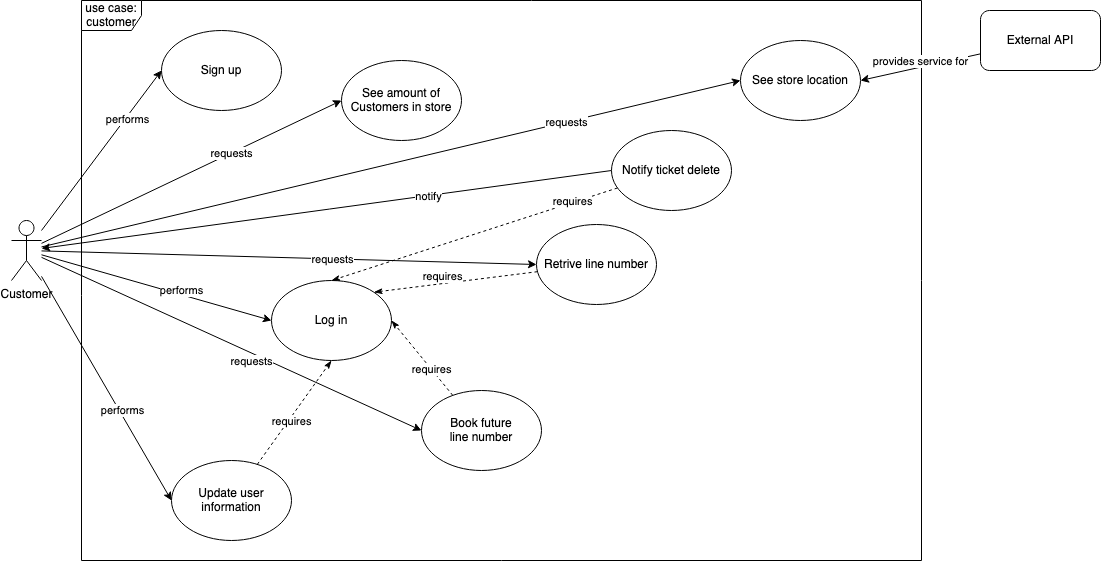 use case:
customer
External API
Sign up
provides service for
See store location
See amount of
Customers in store
performs
requests
requests
Notify ticket delete
notify
requires
requests
Retrive line number
requires
Customer
performs
Log in
requests
requires
performs
requires
Book future
line number
Update user
information